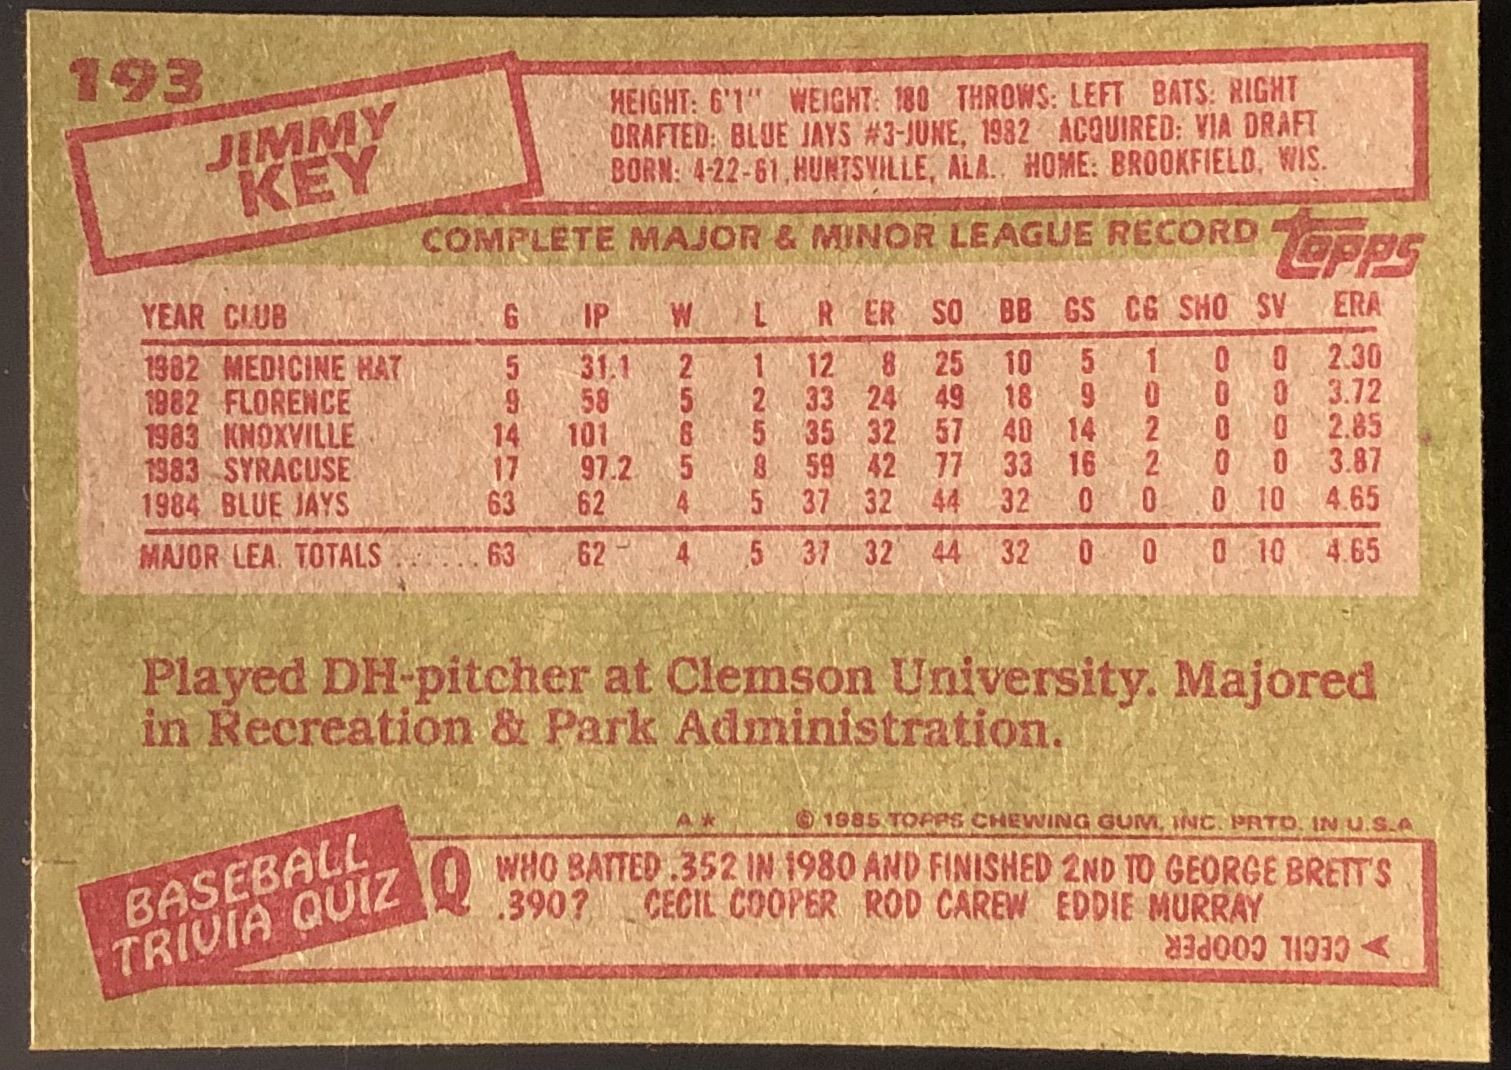 193
JIMMY
KEY
HEIGHT: 6'1" WEIGHT: 180 THROWS: LEFT BATS: RIGHT
DRAFTED: BLUE JAYS #3-JUNE, 1982 ACQUIRED: VIA DRAFT
BORN: 4-22-61, HUNTSVILLE, ALA. HOME: BROOKFIELD, WIS.
COMPLETE MAJOR & MINOR LEAGUE RECORD topps
YEAR CLUB G IP W L R ER SO BB GS CG SHO SV ERA
1982 MEDICINE HAT 5 31.1 2 1 12 8 25 10 5 1 0 0 2.30
1982 FLORENCE 9 58 5 2 33 24 49 18 9 0 0 0 3.72
1983 KNOXVILLE 14 101 6 5 35 32 57 40 14 2 0 0 2.85
1983 SYRACUSE 17 97.2 5 8 59 42 77 33 16 2 0 0 3.87
1984 BLUE JAYS 63 62 4 5 37 32 44 32 0 0 0 10 4.65
MAJOR LEA. TOTALS ....... 63 62 4 5 37 32 44 32 0 0 0 10 4.65
Played DH-pitcher at Clemson University. Majored
in Recreation & Park Administration.
A* © 1985 TOPPS CHEWING GUM, INC. PRTD. IN U.S.A
BASEBALL
TRIVIA QUIZ
Q WHO BATTED .352 IN 1980 AND FINISHED 2ND TO GEORGE BRETT'S
.390? CECIL COOPER ROD CAREW EDDIE MURRAY
A CECIL COOPER